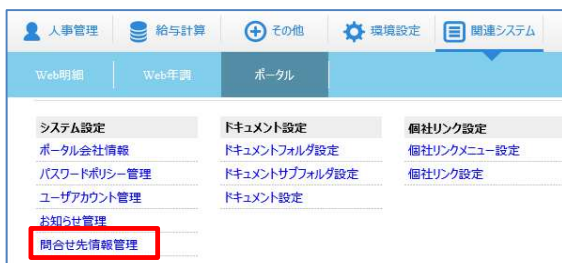 人事管理 給与計算 その他 環境設定 関連システム
Web明細 Web年調 ポータル
システム設定 ドキュメント設定 個社リンク設定
ポータル会社情報 ドキュメントフォルダ設定 個社リンクメニュー設定
パスワードポリシー管理 ドキュメントサブフォルダ設定 個社リンク設定
ユーザアカウント管理 ドキュメント設定
お知らせ管理
問合せ先情報管理